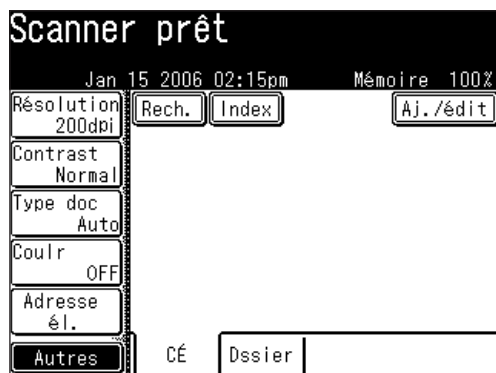 Scanner prêt
Jan 15 2006 02:15pm Mémoire 100%
Résolution
200dpi
Rech. Index Aj./édit
Contrast
Normal
Type doc
Auto
Coulr
OFF
Adresse
él.
Autres CÉ Dssier